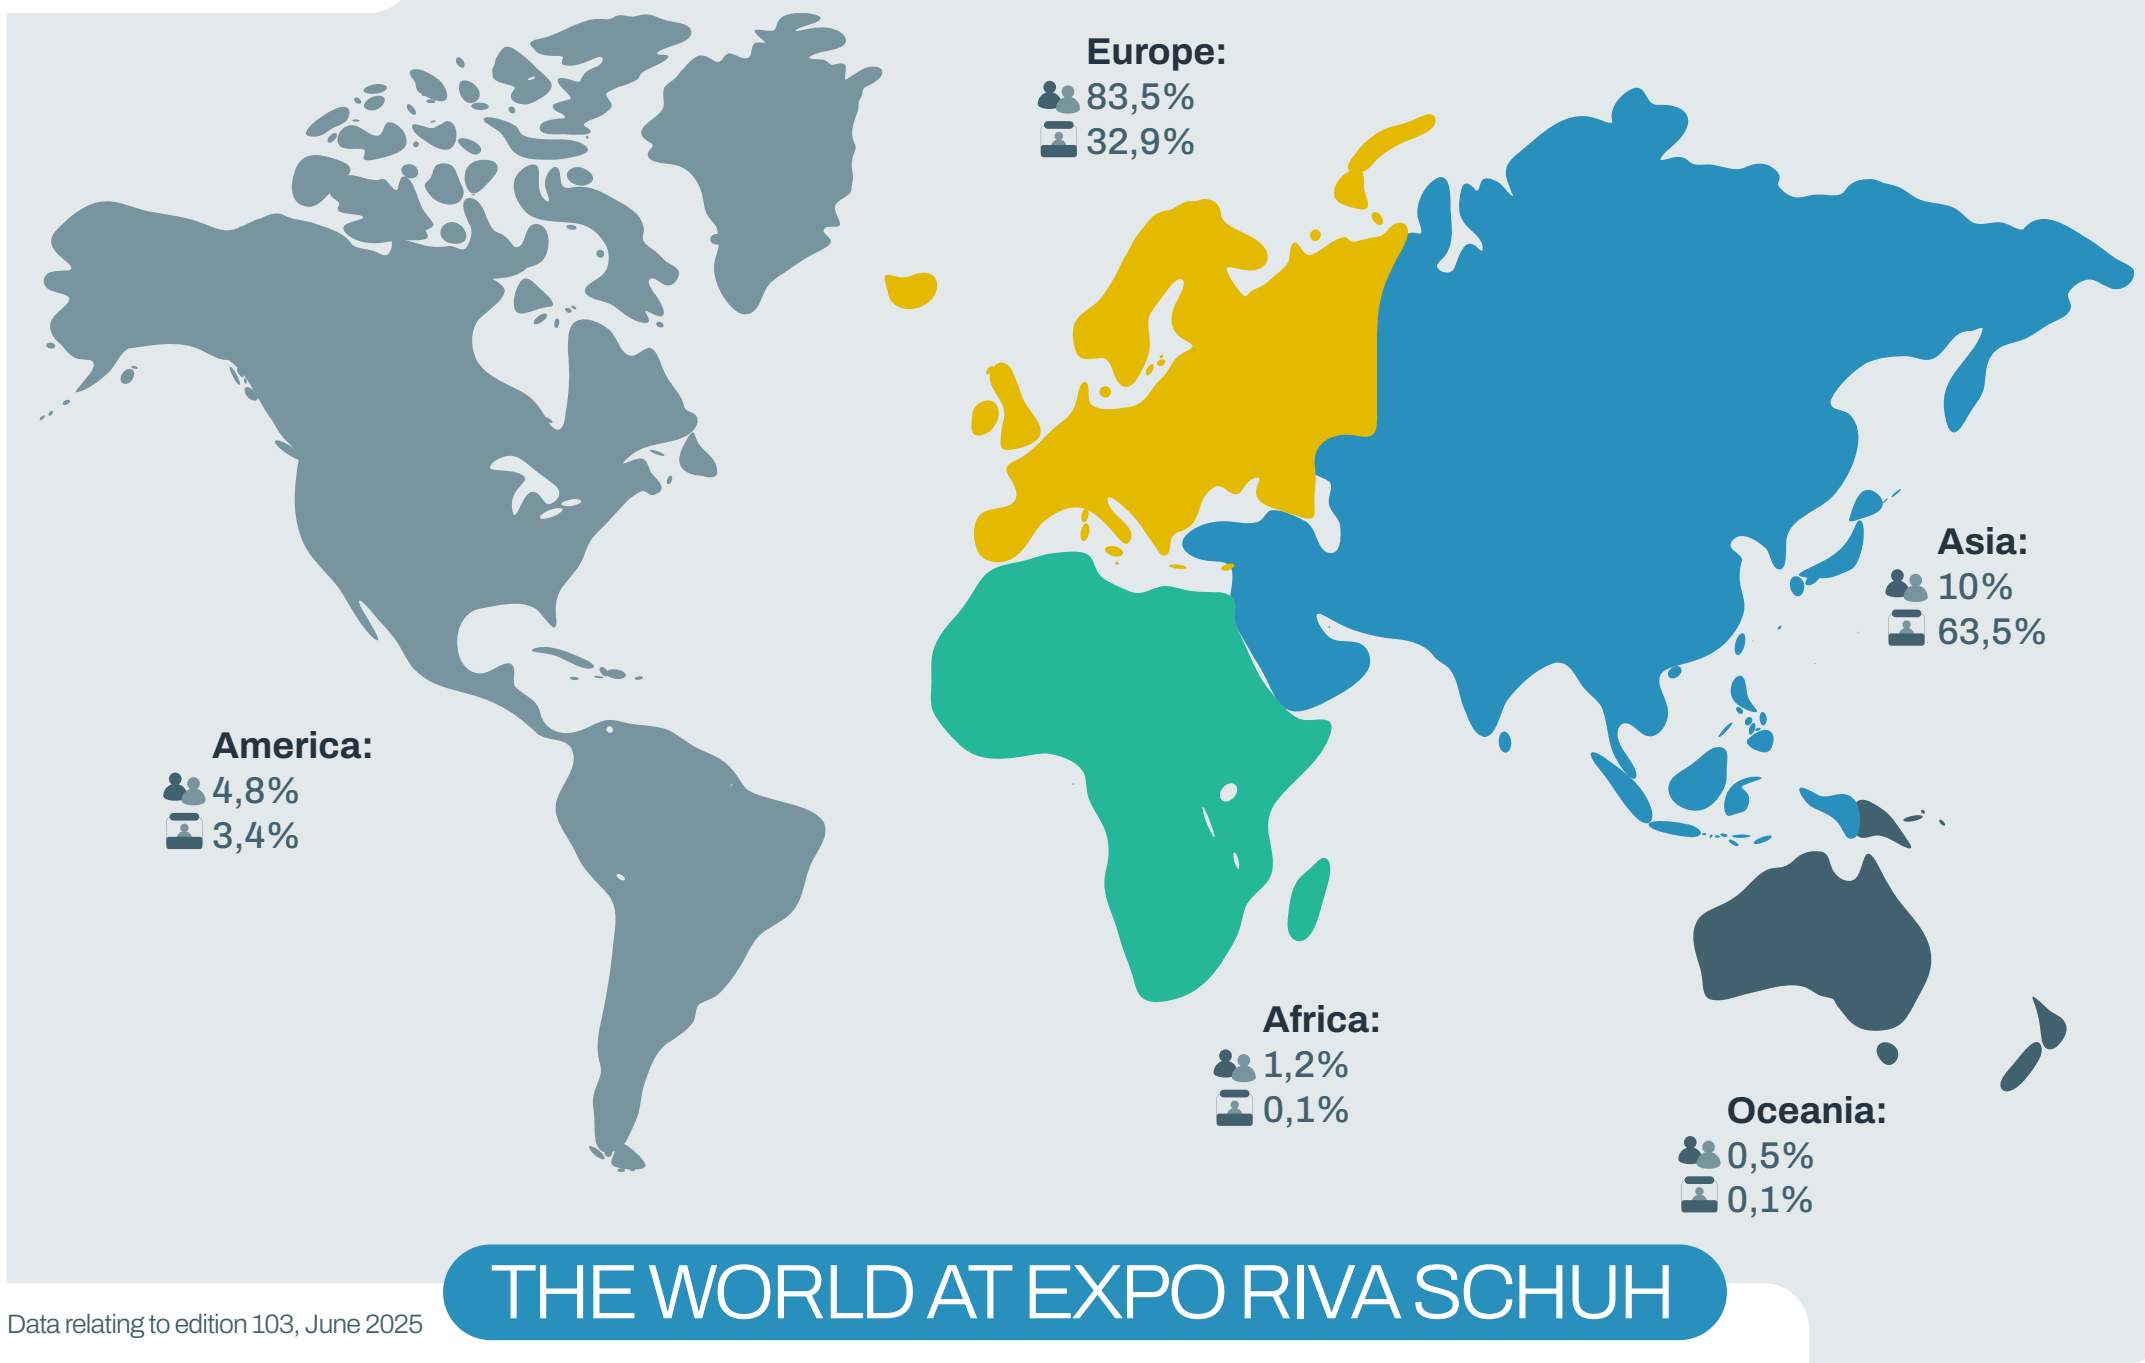 Europe:
83,5%
32,9%
Asia:
10%
63,5%
America:
4,8%
3,4%
Africa:
1,2%
0,1%
Oceania:
0,5%
0,1%
THE WORLD AT EXPO RIVA SCHUH
Data relating to edition 103, June 2025